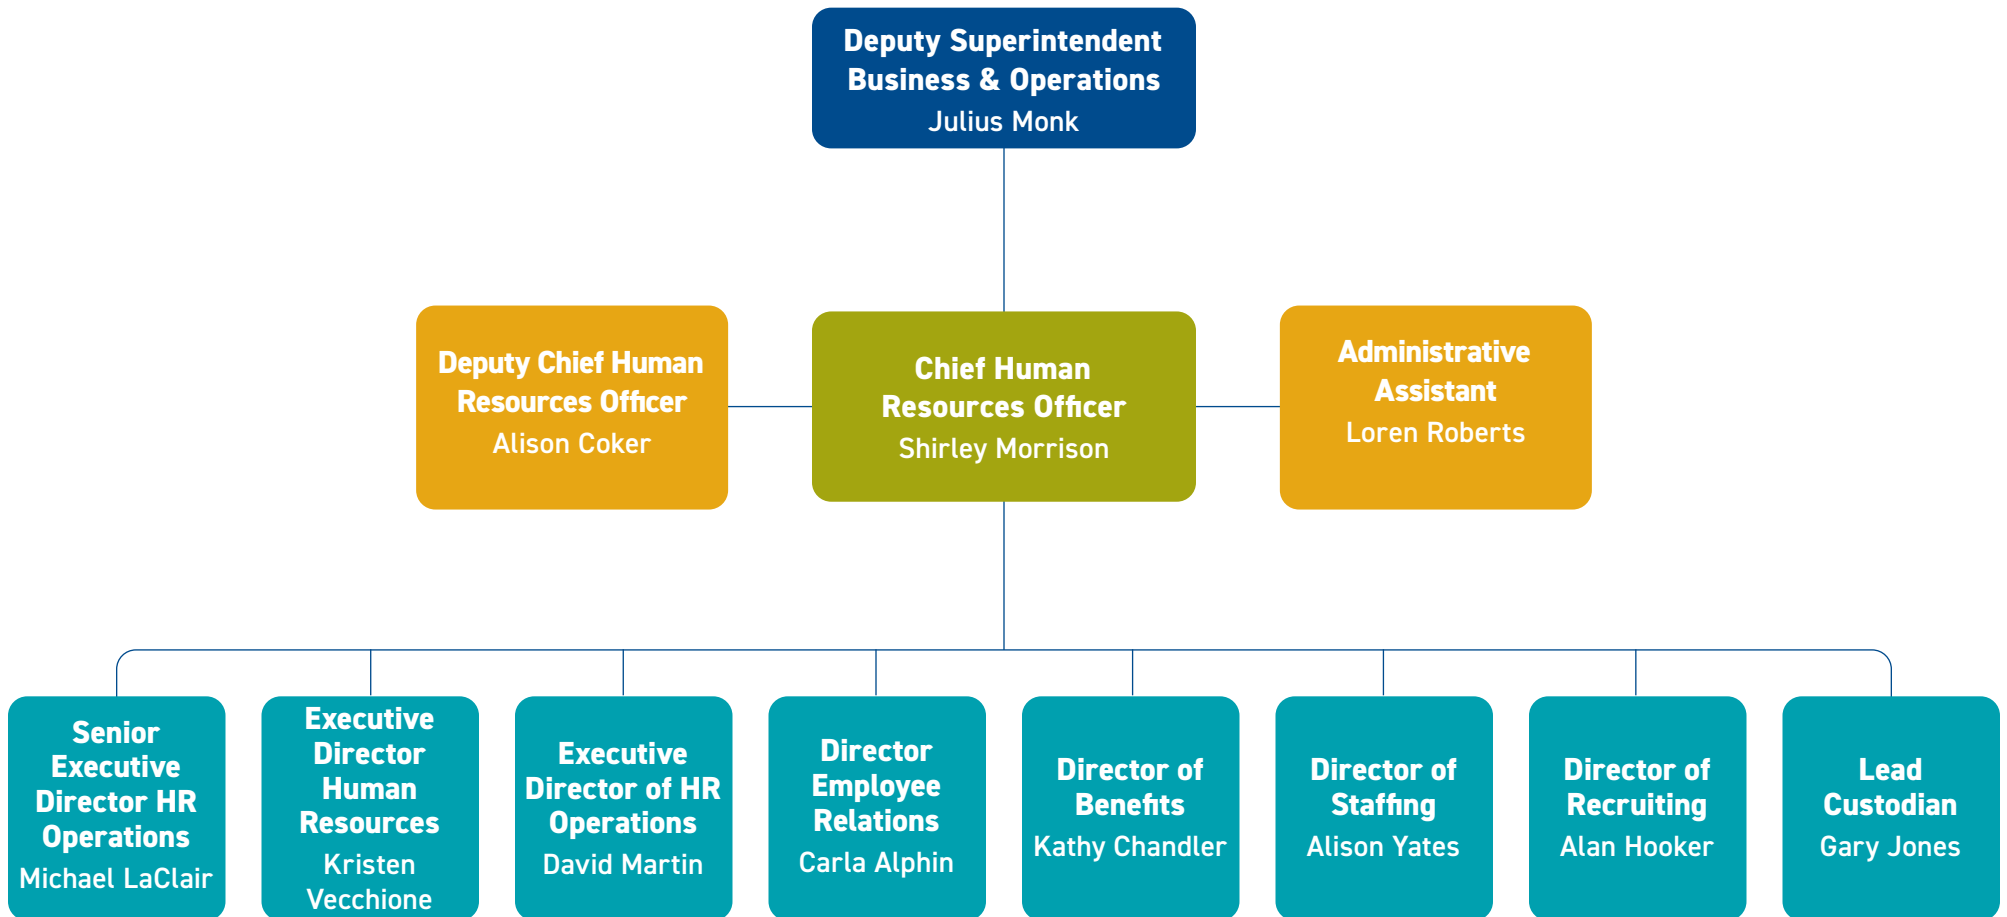 Deputy Superintendent
Business & Operations
Julius Monk
Deputy Chief Human
Resources Officer
Alison Coker
Chief Human
Resources Officer
Shirley Morrison
Administrative
Assistant
Loren Roberts
Senior
Executive
Director HR
Operations
Michael LaClair
Executive
Director
Human
Resources
Kristen
Vecchione
Executive
Director of HR
Operations
David Martin
Director
Employee
Relations
Carla Alphin
Director of
Benefits
Kathy Chandler
Director of
Staffing
Alison Yates
Director of
Recruiting
Alan Hooker
Lead
Custodian
Gary Jones